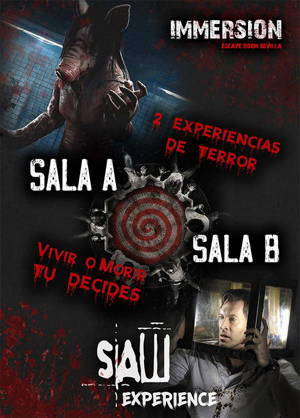 IMMERSION
ESCAPE ROOM SEVILLA
2 EXPERIENCIAS
DE TERROR
SALA A
SALA B
VIVIR O MORIR
TU DECIDES
SAW
EXPERIENCE